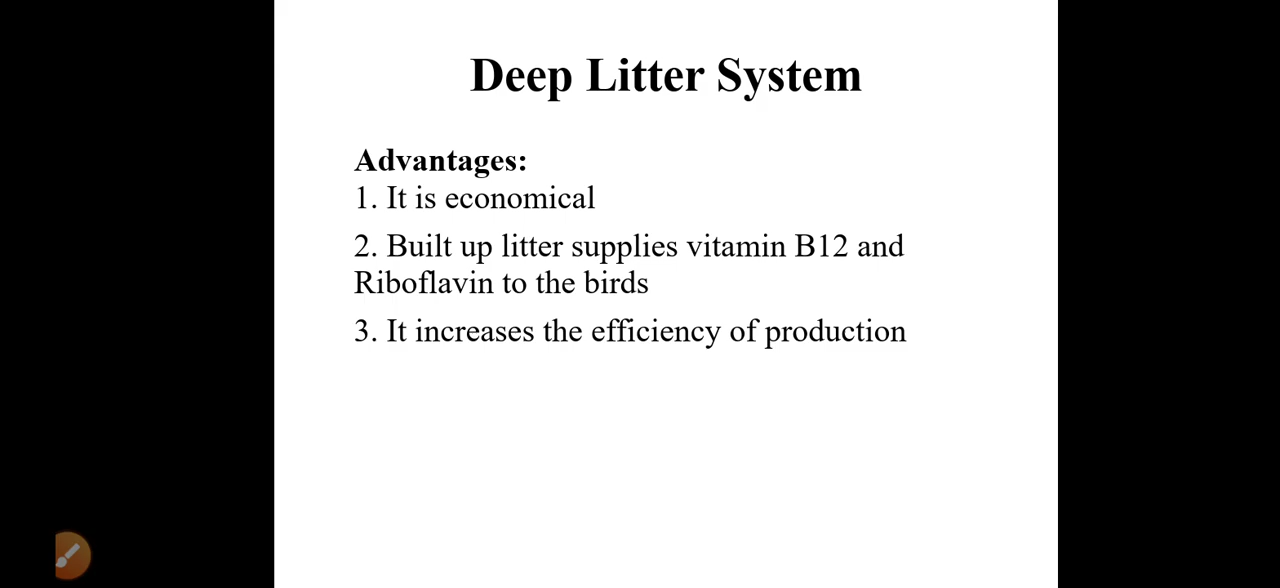 Deep Litter System
Advantages:
1. It is economical
2. Built up litter supplies vitamin B12 and
Riboflavin to the birds
3. It increases the efficiency of production